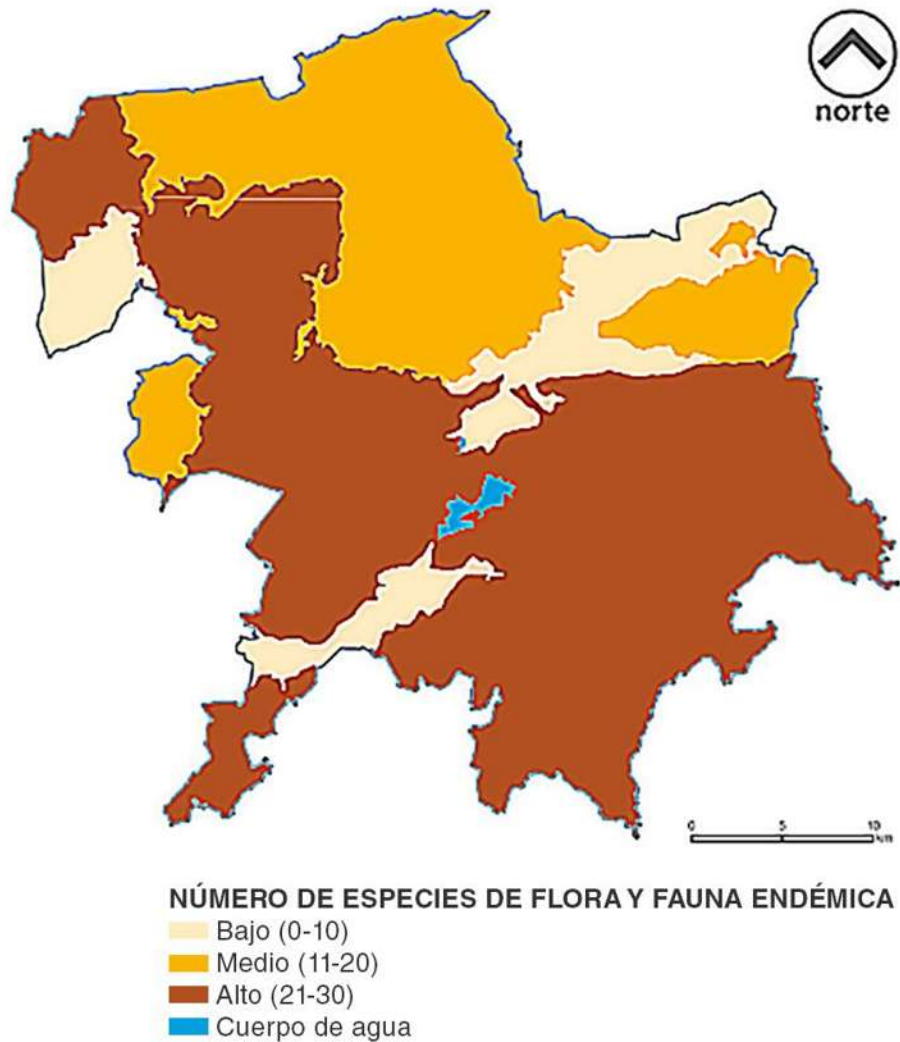 norte
0 5 10
km
NÚMERO DE ESPECIES DE FLORA Y FAUNA ENDÉMICA
Bajo (0-10)
Medio (11-20)
Alto (21-30)
Cuerpo de agua